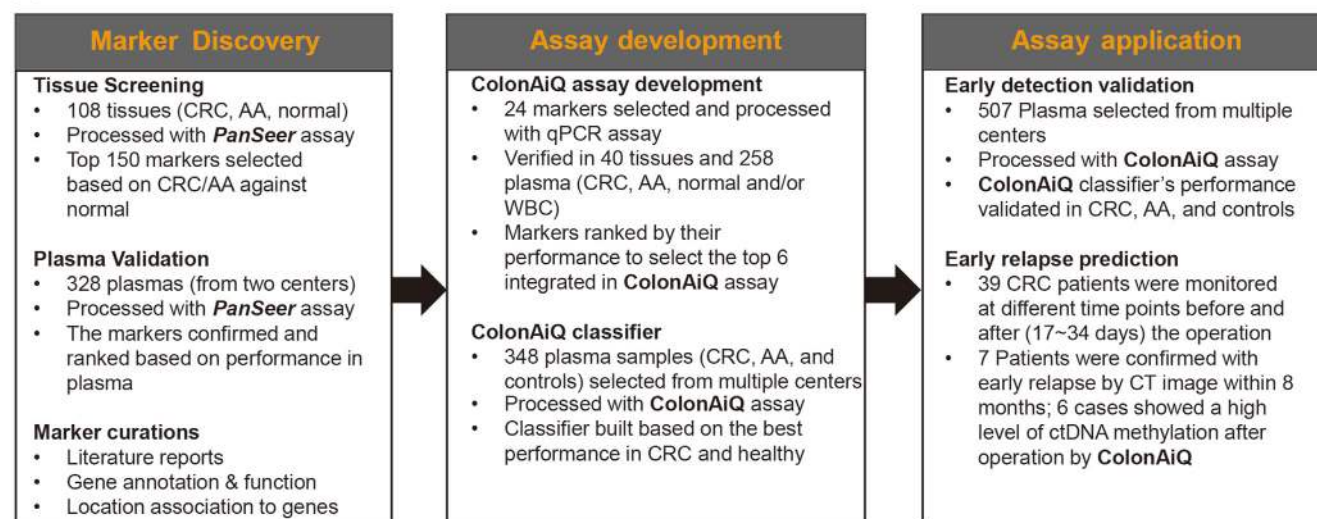 Marker Discovery
Tissue Screening
• 108 tissues (CRC, AA, normal)
• Processed with PanSeer assay
• Top 150 markers selected
based on CRC/AA against
normal
Plasma Validation
• 328 plasmas (from two centers)
• Processed with PanSeer assay
• The markers confirmed and
ranked based on performance in
plasma
Marker curations
• Literature reports
• Gene annotation & function
• Location association to genes
Assay development
ColonAiQ assay development
• 24 markers selected and processed
with qPCR assay
• Verified in 40 tissues and 258
plasma (CRC, AA, normal and/or
WBC)
• Markers ranked by their
performance to select the top 6
integrated in ColonAiQ assay
ColonAiQ classifier
• 348 plasma samples (CRC, AA, and
controls) selected from multiple centers
• Processed with ColonAiQ assay
• Classifier built based on the best
performance in CRC and healthy
Assay application
Early detection validation
• 507 Plasma selected from multiple
centers
• Processed with ColonAiQ assay
• ColonAiQ classifier's performance
validated in CRC, AA, and controls
Early relapse prediction
• 39 CRC patients were monitored
at different time points before and
after (17~34 days) the operation
• 7 Patients were confirmed with
early relapse by CT image within 8
months; 6 cases showed a high
level of ctDNA methylation after
operation by ColonAiQ